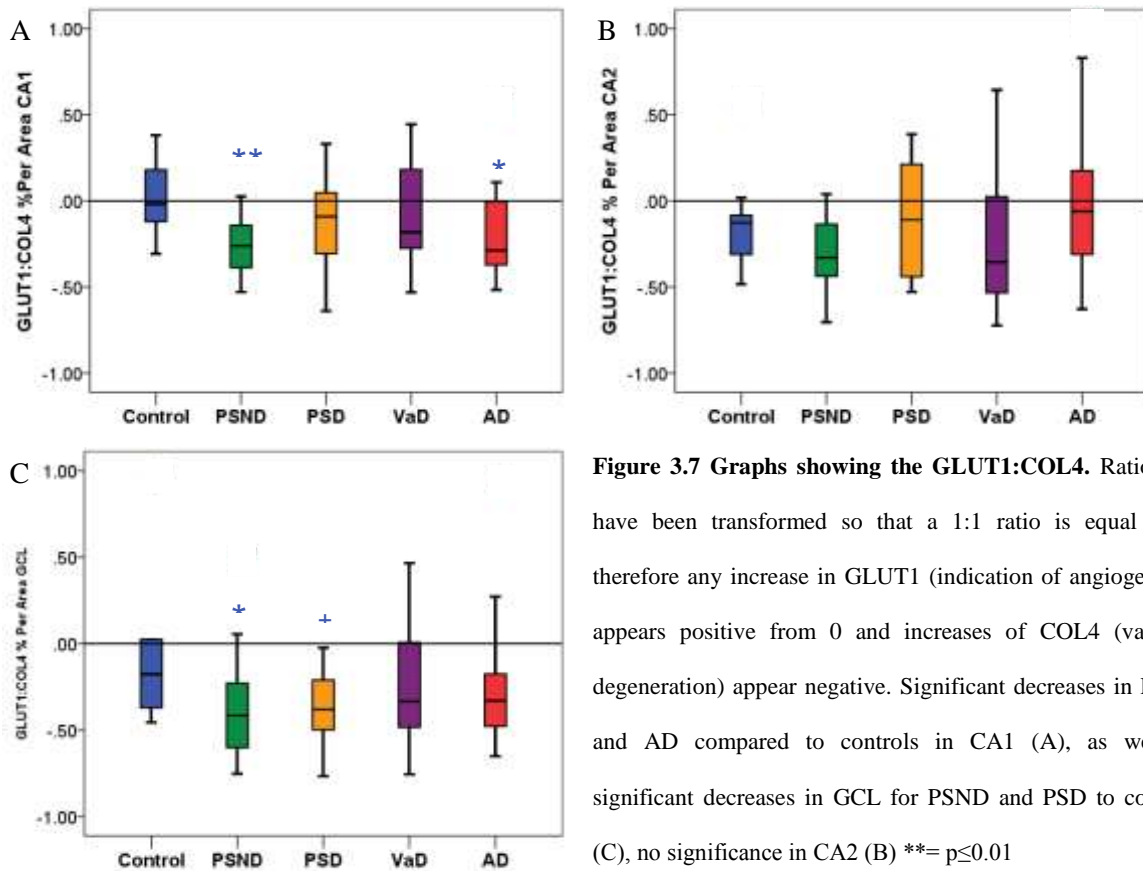 A
1.00
.50
.00
-.50
-1.00
GLUT1:COL4 %Per Area CA1
**
*
Control PSND PSD VaD AD
B
1.00
.50
.00
-.50
-1.00
GLUT1:COL4 % Per Area CA2
Control PSND PSD VaD AD
C
1.00
.50
.00
-.50
-1.00
GLUT1:COL4 % Per Area GCL
*
+
Control PSND PSD VaD AD
Figure 3.7 Graphs showing the GLUT1:COL4. Ratio
have been transformed so that a 1:1 ratio is equal
therefore any increase in GLUT1 (indication of angioge
appears positive from 0 and increases of COL4 (va
degeneration) appear negative. Significant decreases in
and AD compared to controls in CA1 (A), as we
significant decreases in GCL for PSND and PSD to co
(C), no significance in CA2 (B) **= p≤0.01